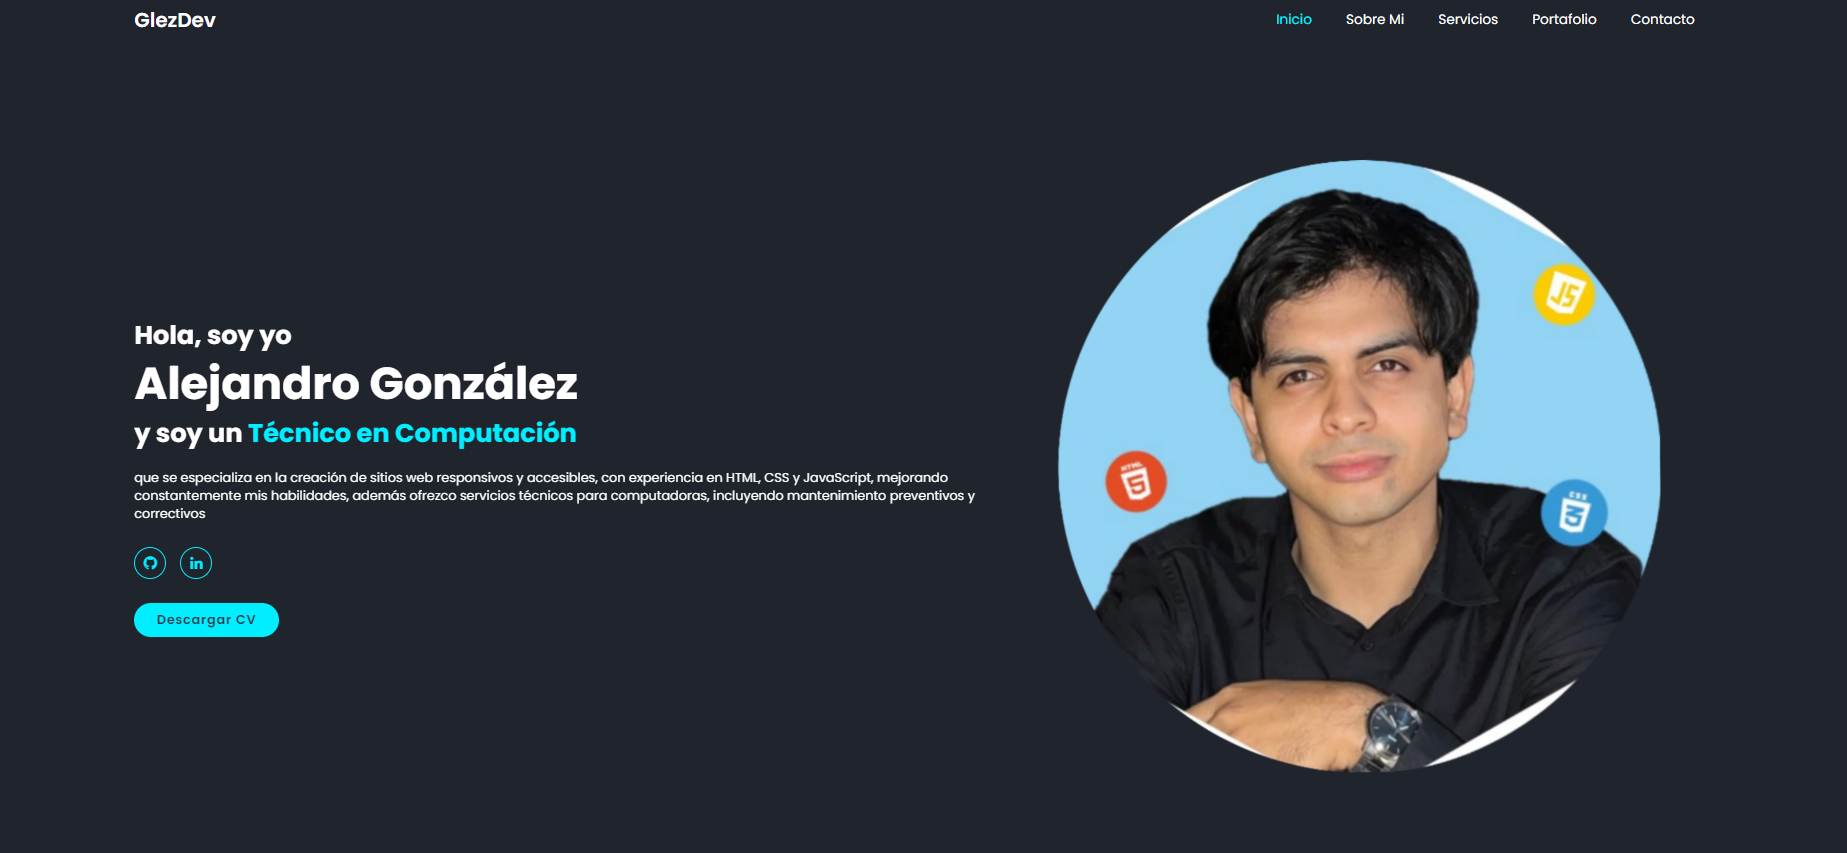 GlezDev
Inicio Sobre Mi Servicios Portafolio Contacto
Hola, soy yo
Alejandro González
y soy un Técnico en Computación
que se especializa en la creación de sitios web responsivos y accesibles, con experiencia en HTML, CSS y JavaScript, mejorando
constantemente mis habilidades, además ofrezco servicios técnicos para computadoras, incluyendo mantenimiento preventivos y
correctivos
in
Descargar CV
JS
HTML
5
CSS